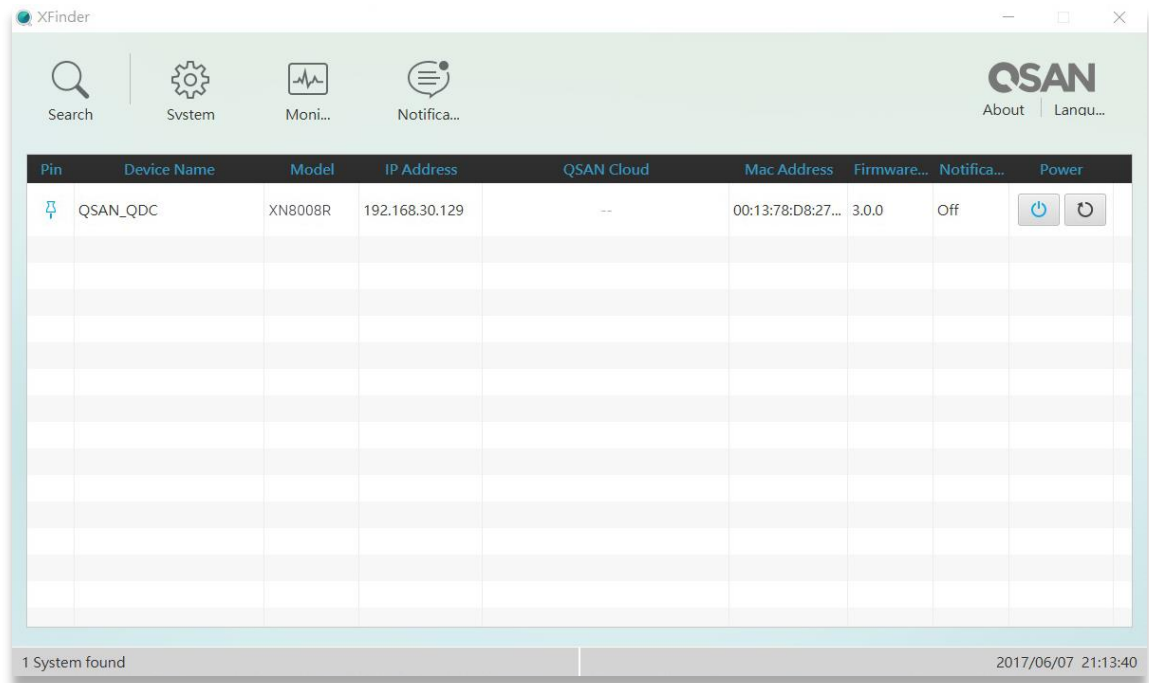 XFinder
Search System Moni... Notifica...
QSAN
About Langu...
Pin Device Name Model IP Address QSAN Cloud Mac Address Firmware... Notifica... Power
QSAN_QDC XN8008R 192.168.30.129 -- 00:13:78:D8:27... 3.0.0 Off
1 System found 2017/06/07 21:13:40